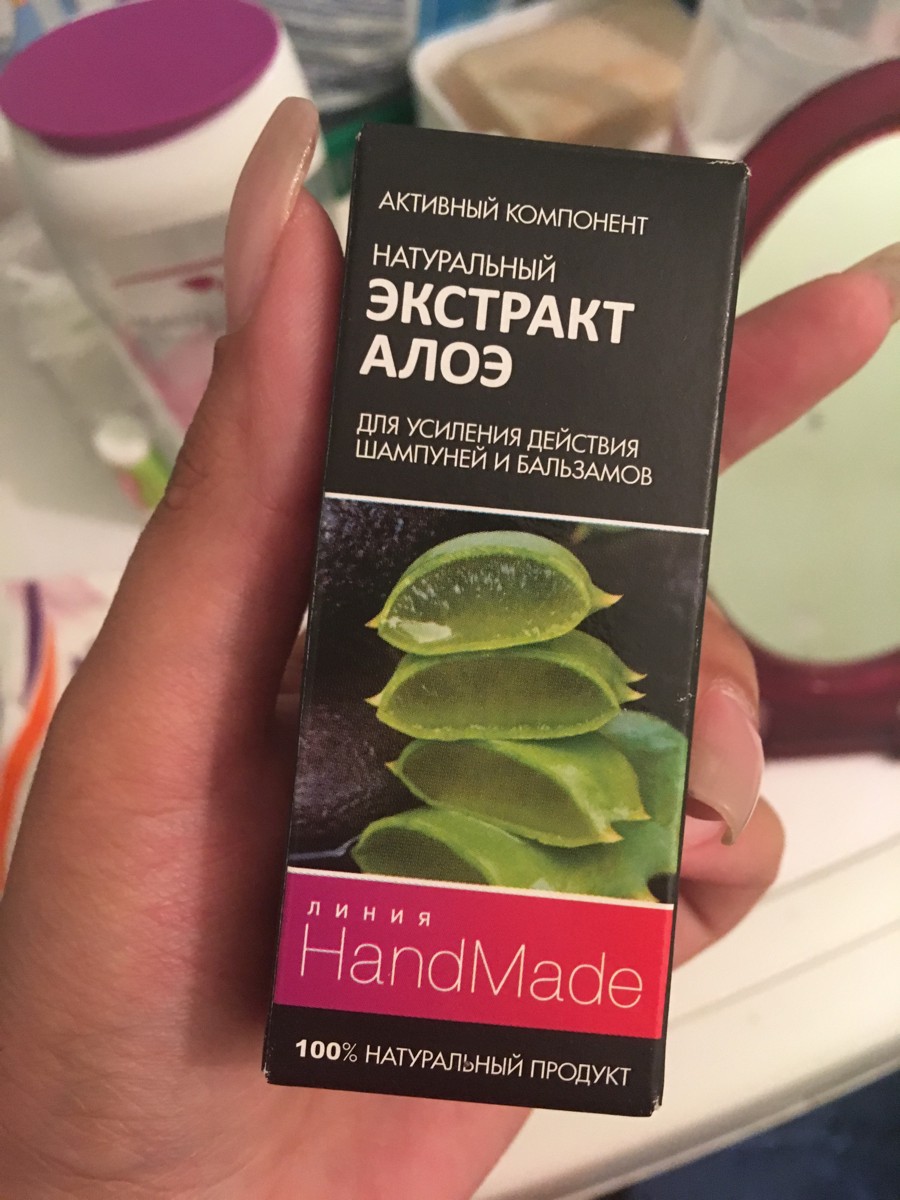 АКТИВНЫЙ КОМПОНЕНТ
НАТУРАЛЬНЫЙ
ЭКСТРАКТ
АЛОЭ
ДЛЯ УСИЛЕНИЯ ДЕЙСТВИЯ
ШАМПУНЕЙ И БАЛЬЗАМОВ
ЛИНИЯ
HandMade
100% НАТУРАЛЬНЫЙ ПРОДУКТ